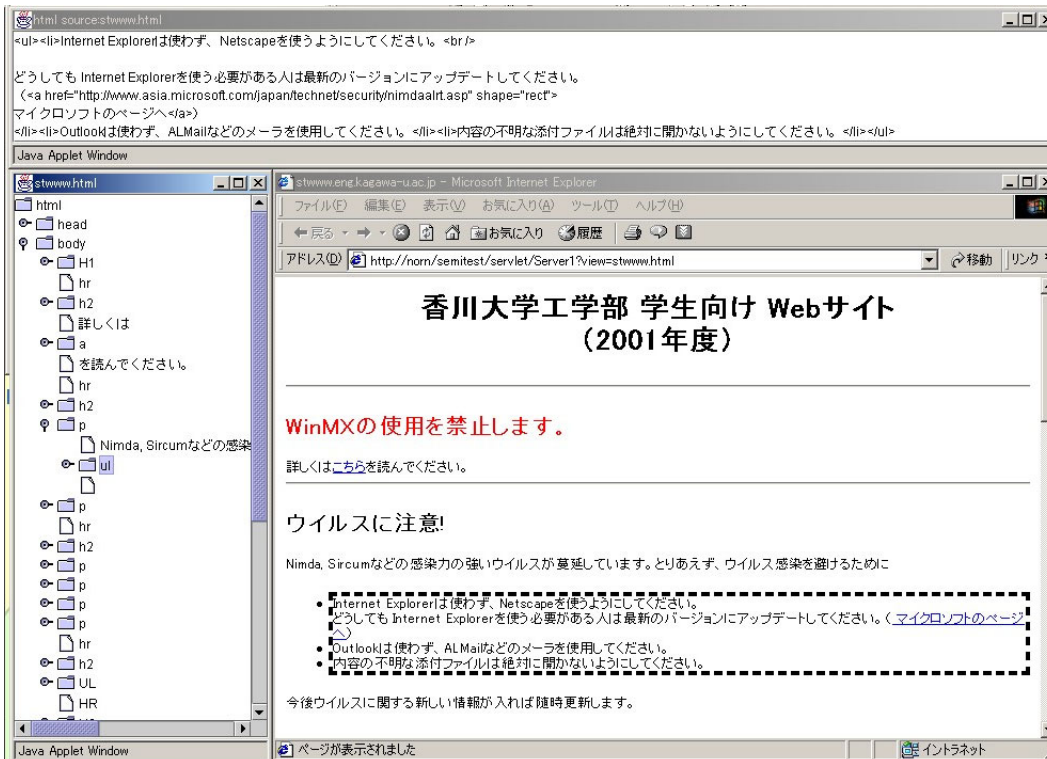 html source:stwww.html
<ul><li>Internet Explorerは使わず、Netscapeを使うようにしてください。<br/>
どうしても Internet Explorerを使う必要がある人は最新のバージョンにアップデートしてください。
（<a href="http://www.asia.microsoft.com/japan/technet/security/nimdaalrt.asp" shape="rect">
マイクロソフトのページへ</a>）
</li><li>Outlookは使わず、ALMailなどのメーラを使用してください。</li><li>内容の不明な添付ファイルは絶対に開かないようにしてください。</li></ul>
Java Applet Window
stwww.html
html
head
body
H1
hr
h2
詳しくは
a
を読んでください。
hr
h2
p
Nimda, Sircumなどの感染
ul
p
hr
h2
p
p
p
p
hr
h2
UL
HR
Java Applet Window
stwww.eng.kagawa-u.ac.jp - Microsoft Internet Explorer
ファイル(F) 編集(E) 表示(V) お気に入り(A) ツール(T) ヘルプ(H)
戻る お気に入り 履歴
アドレス(D) http://norn/semitest/servlet/Server1?view=stwww.html 移動 リンク
香川大学工学部 学生向け Webサイト
（2001年度）
WinMXの使用を禁止します。
詳しくはこちらを読んでください。
ウイルスに注意!
Nimda, Sircumなどの感染力の強いウイルスが蔓延しています。とりあえず、ウイルス感染を避けるために
Internet Explorerは使わず、Netscapeを使うようにしてください。
どうしても Internet Explorerを使う必要がある人は最新のバージョンにアップデートしてください。（マイクロソフトのページ
へ）
Outlookは使わず、ALMailなどのメーラを使用してください。
内容の不明な添付ファイルは絶対に開かないようにしてください。
今後ウイルスに関する新しい情報が入れば随時更新します。
ページが表示されました イントラネット